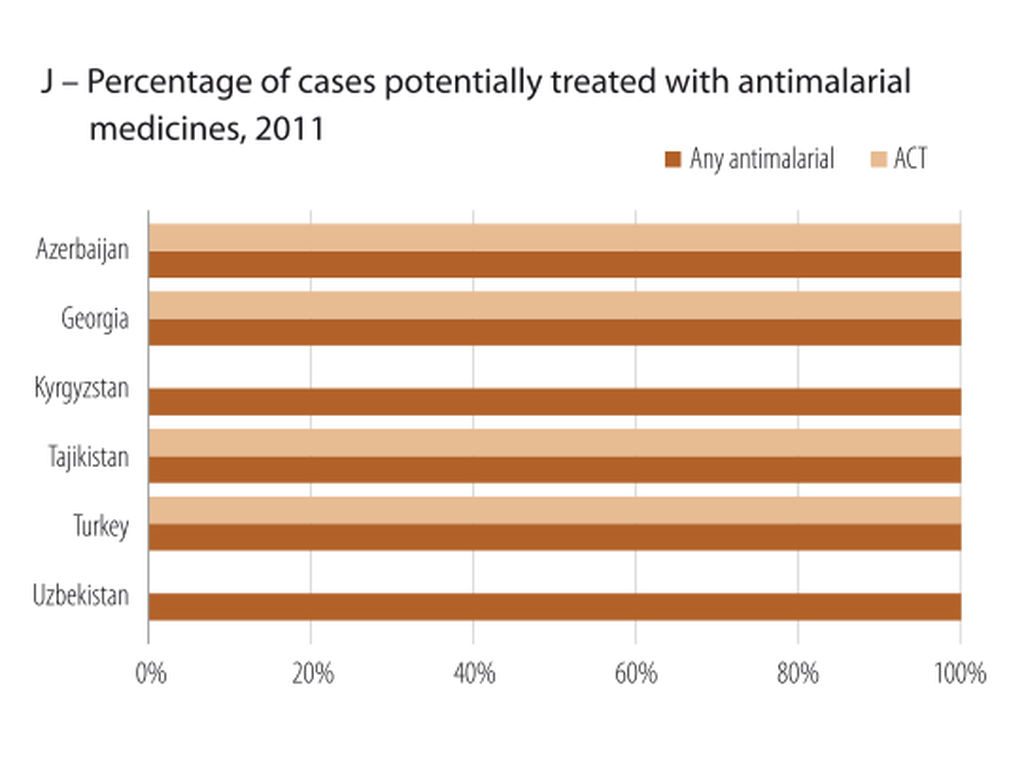 J – Percentage of cases potentially treated with antimalarial
medicines, 2011
Any antimalarial
ACT
Azerbaijan
Georgia
Kyrgyzstan
Tajikistan
Turkey
Uzbekistan
0% 20% 40% 60% 80% 100%